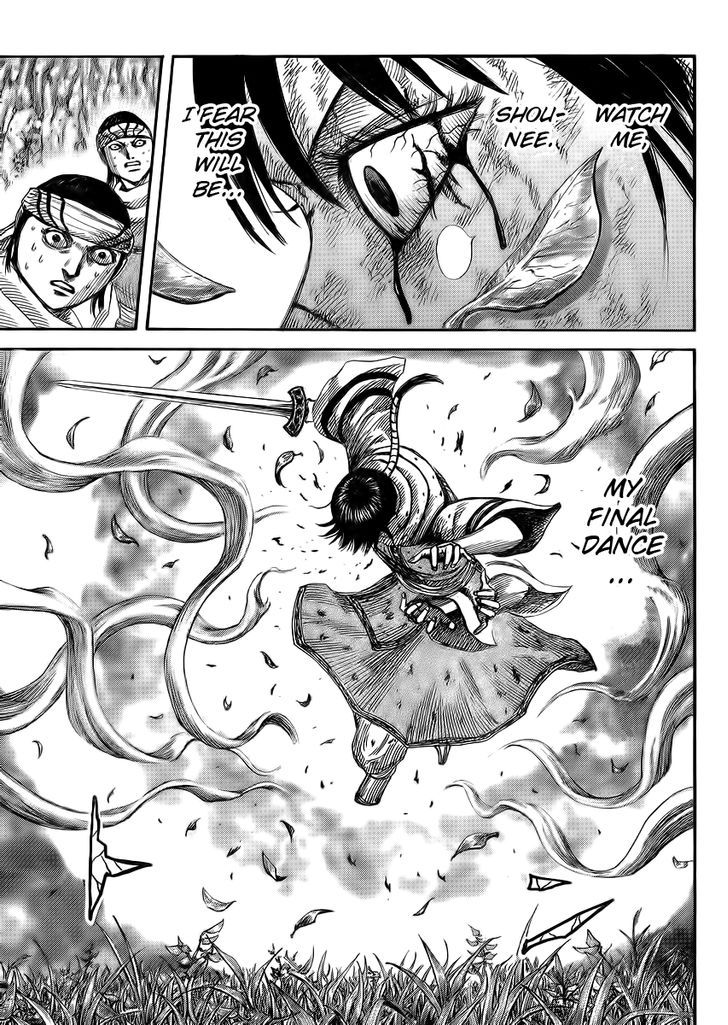 WATCH
ME,
SHOU-
NEE.
I FEAR
THIS
WILL
BE...
MY
FINAL
DANCE
...